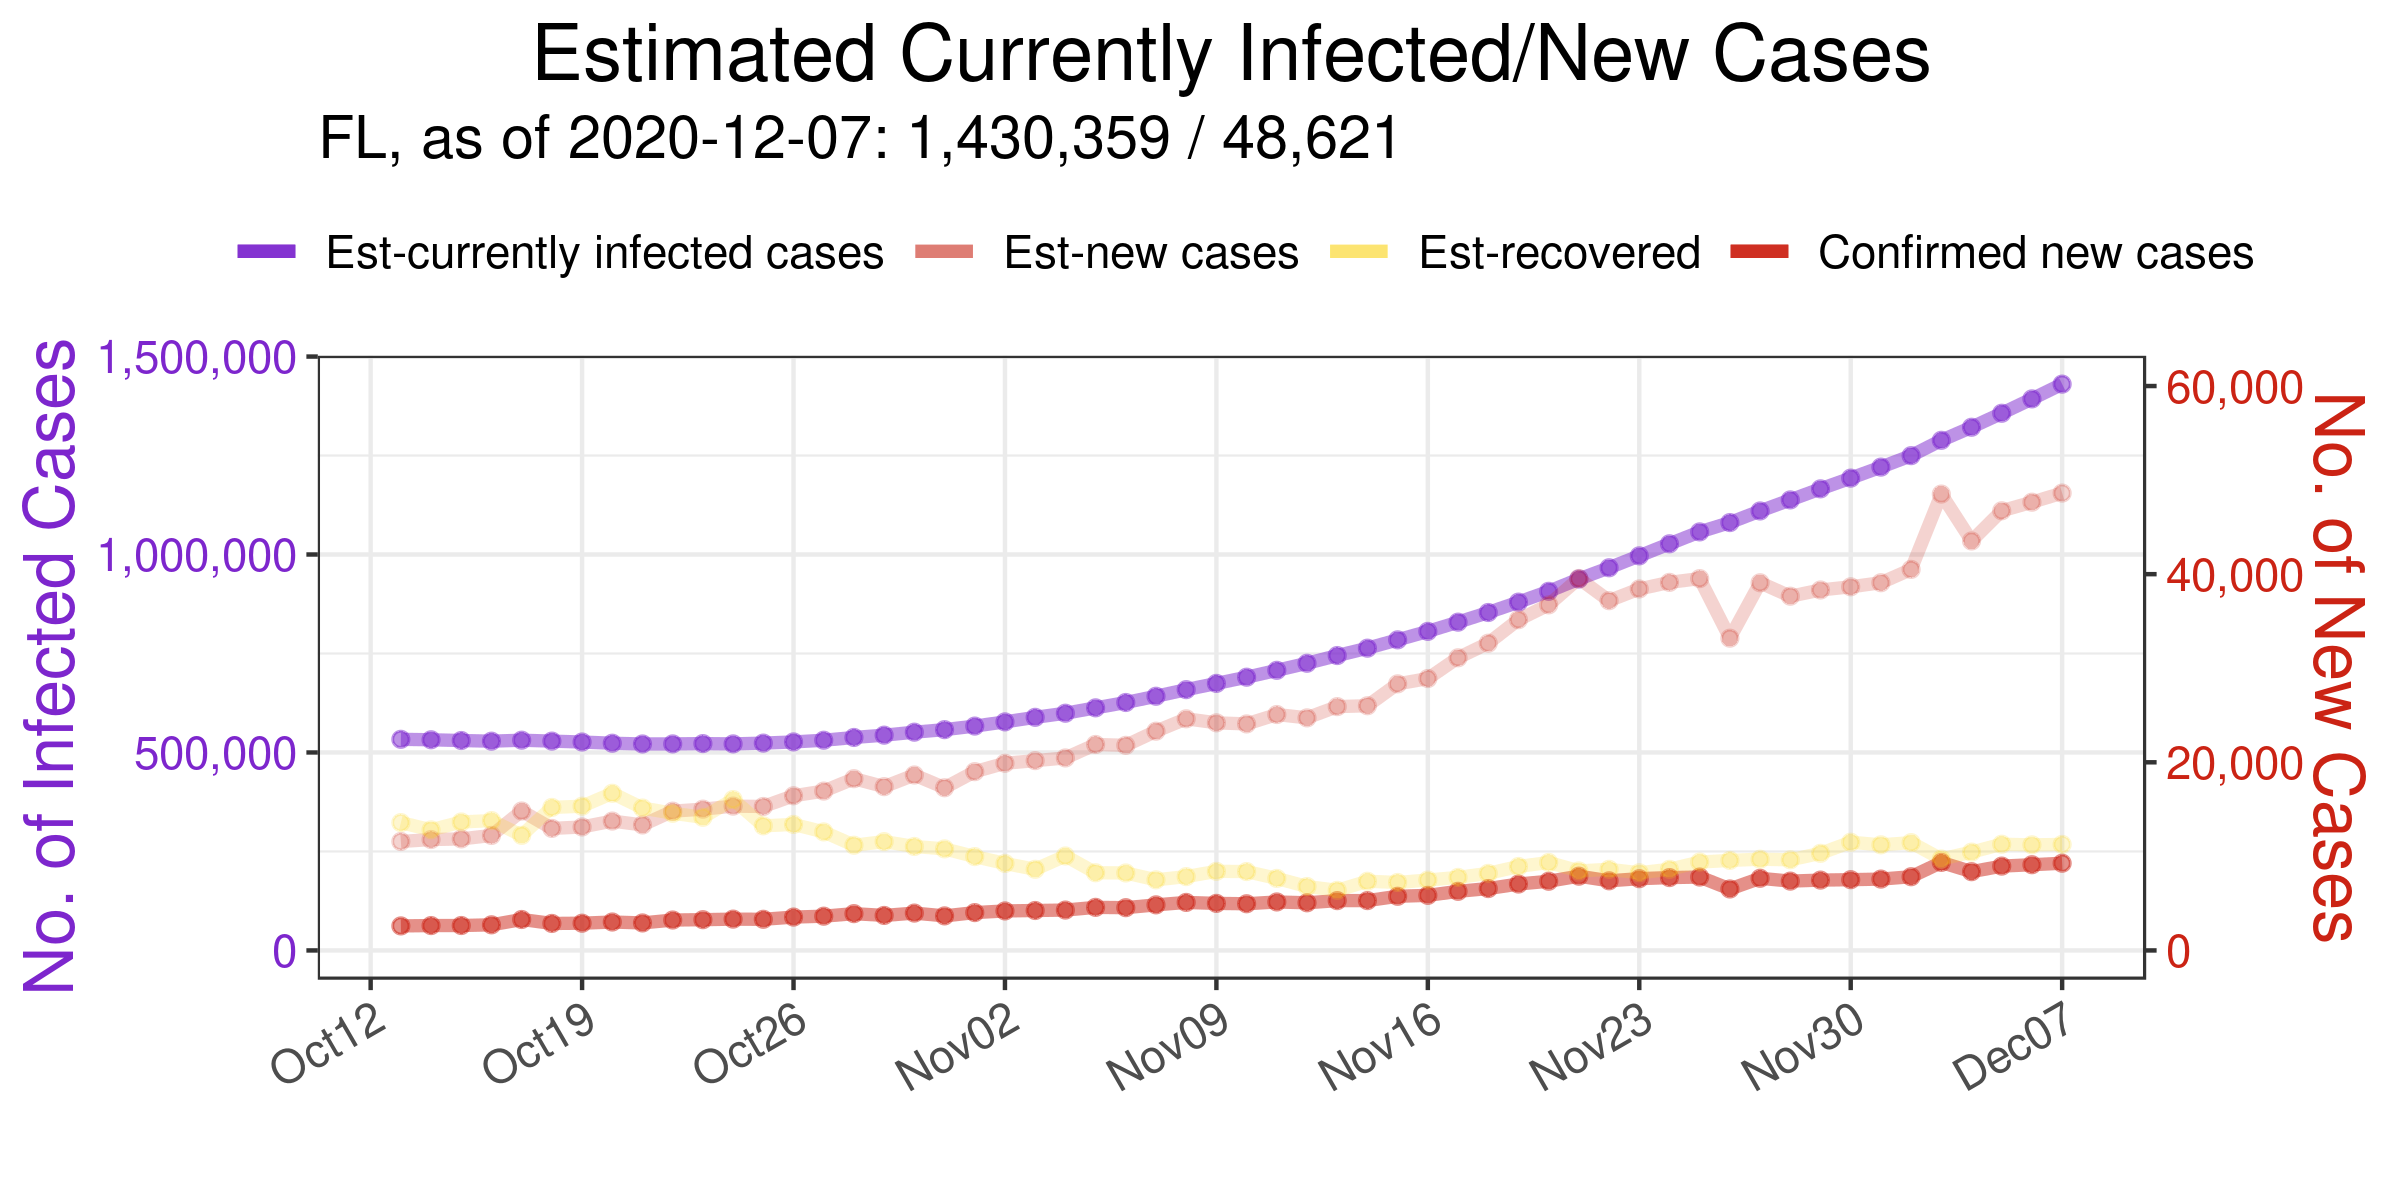 Estimated Currently Infected/New Cases
FL, as of 2020-12-07: 1,430,359 / 48,621
Est-currently infected cases Est-new cases Est-recovered Confirmed new cases
No. of Infected Cases
1,500,000
1,000,000
500,000
0
60,000
40,000
20,000
0
No. of New Cases
Oct12 Oct19 Oct26 Nov02 Nov09 Nov16 Nov23 Nov30 Dec07